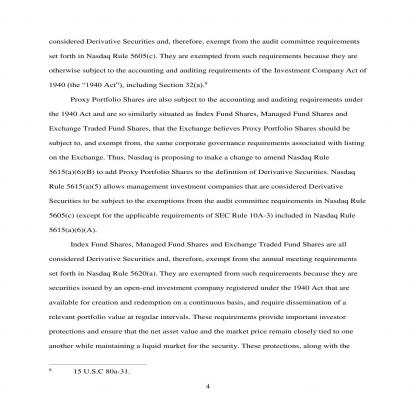 considered Derivative Securities and, therefore, exempt from the audit committee requirements
set forth in Nasdaq Rule 5605(c). They are exempted from such requirements because they are
otherwise subject to the accounting and auditing requirements of the Investment Company Act of
1940 (the “1940 Act”), including Section 32(a).8
Proxy Portfolio Shares are also subject to the accounting and auditing requirements under
the 1940 Act and are so similarly situated as Index Fund Shares, Managed Fund Shares and
Exchange Traded Fund Shares, that the Exchange believes Proxy Portfolio Shares should be
subject to, and exempt from, the same corporate governance requirements associated with listing
on the Exchange. Thus, Nasdaq is proposing to make a change to amend Nasdaq Rule
5615(a)(6)(B) to add Proxy Portfolio Shares to the definition of Derivative Securities. Nasdaq
Rule 5615(a)(5) allows management investment companies that are considered Derivative
Securities to be subject to the exemptions from the audit committee requirements in Nasdaq Rule
5605(c) (except for the applicable requirements of SEC Rule 10A-3) included in Nasdaq Rule
5615(a)(6)(A).
Index Fund Shares, Managed Fund Shares and Exchange Traded Fund Shares are all
considered Derivative Securities and, therefore, exempt from the annual meeting requirements
set forth in Nasdaq Rule 5620(a). They are exempted from such requirements because they are
securities issued by an open-end investment company registered under the 1940 Act that are
available for creation and redemption on a continuous basis, and require dissemination of a
relevant portfolio value at regular intervals. These requirements provide important investor
protections and ensure that the net asset value and the market price remain closely tied to one
another while maintaining a liquid market for the security. These protections, along with the
8 15 U.S.C 80a-31.
4